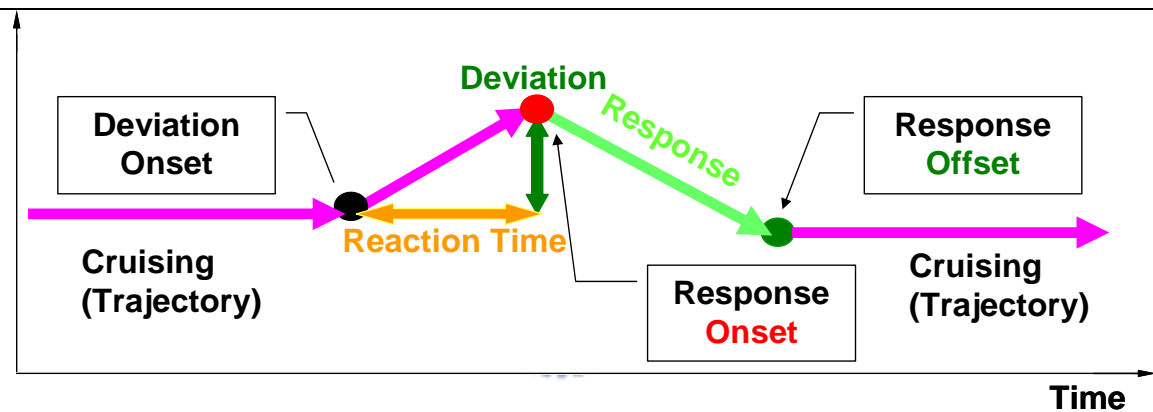 Deviation
Deviation
Onset
Response
Response
Offset
Reaction Time
Cruising
(Trajectory)
Response
Onset
Cruising
(Trajectory)
Time